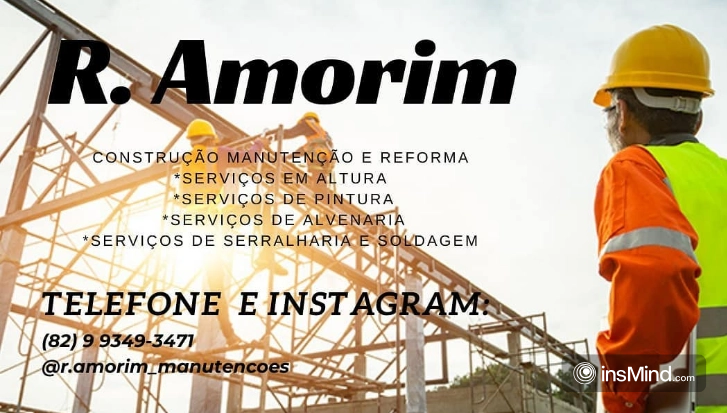 R. Amorim
CONSTRUÇÃO MANUTENÇÃO E REFORMA
*SERVIÇOS EM ALTURA
*SERVIÇOS DE PINTURA
*SERVIÇOS DE ALVENARIA
*SERVIÇOS DE SERRALHARIA E SOLDAGEM
TELEFONE E INSTAGRAM:
(82) 9 9349-3471
@r.amorim_manutencoes
insMind.com